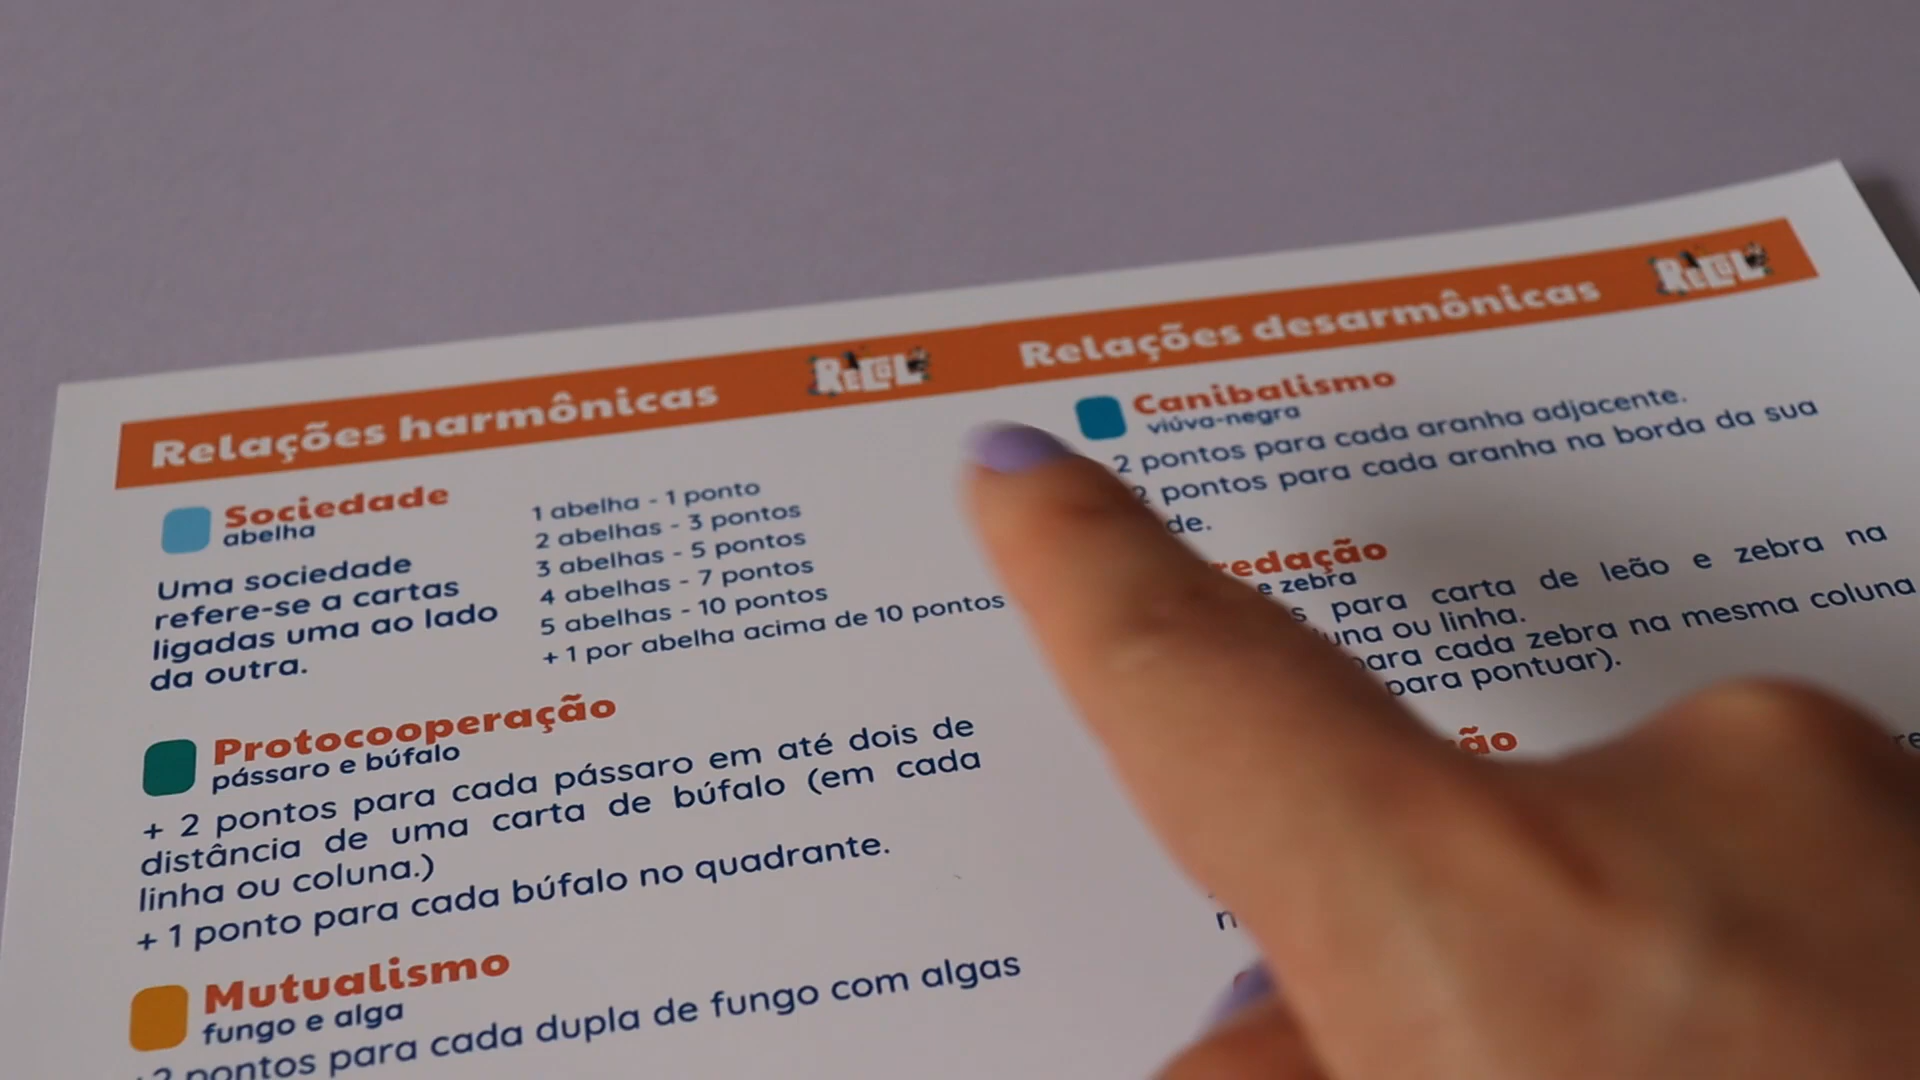 Relações harmônicas
RECOL
Sociedade
abelha
Uma sociedade
refere-se a cartas
ligadas uma ao lado
da outra.
1 abelha - 1 ponto
2 abelhas - 3 pontos
3 abelhas - 5 pontos
4 abelhas - 7 pontos
5 abelhas - 10 pontos
+ 1 por abelha acima de 10 pontos
Protocooperação
pássaro e búfalo
+ 2 pontos para cada pássaro em até dois de
distância de uma carta de búfalo (em cada
linha ou coluna.)
+ 1 ponto para cada búfalo no quadrante.
Mutualismo
fungo e alga
pontos para cada dupla de fungo com algas
Relações desarmônicas
RECOL
Canibalismo
viúva-negra
2 pontos para cada aranha adjacente.
2 pontos para cada aranha na borda da sua
de.
redação
e zebra
s para carta de leão e zebra na
una ou linha.
para cada zebra na mesma coluna
para pontuar).
ão